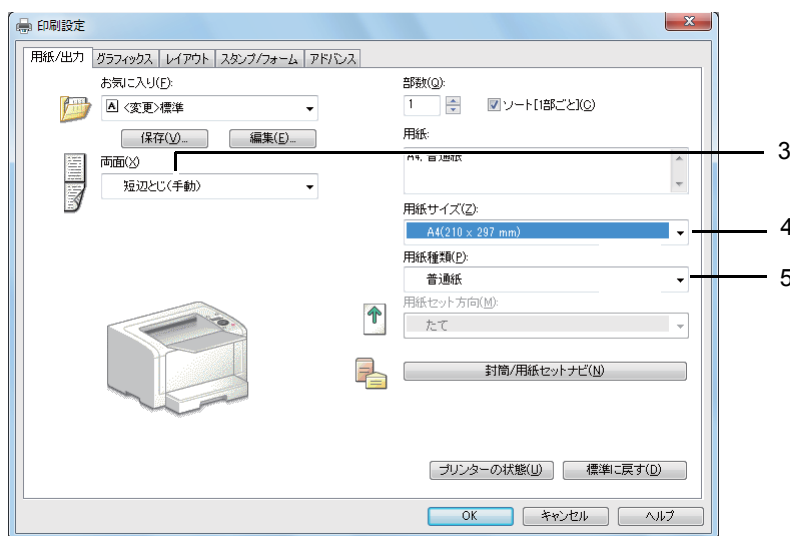 印刷設定
用紙/出力 グラフィックス レイアウト スタンプ/フォーム アドバンス
お気に入り(F):
A <変更>標準
保存(V)... 編集(E)...
両面(X)
短辺とじ(手動)
部数(Q):
1 ソート[1部ごと](C)
用紙:
A4, 普通紙
3
用紙サイズ(Z):
A4(210 x 297 mm)
4
用紙種類(P):
普通紙
5
用紙セット方向(M):
たて
封筒/用紙セットナビ(N)
プリンターの状態(U) 標準に戻す(D)
OK キャンセル ヘルプ